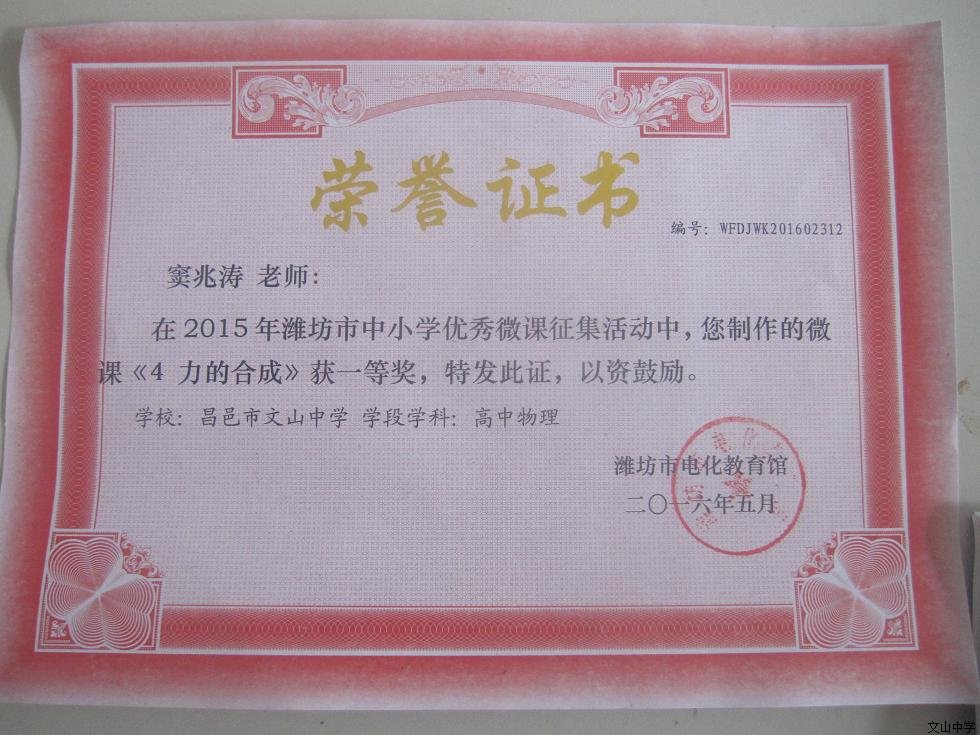 荣誉证书
编号：WFDJWK201602312
窦兆涛 老师：
在 2015 年潍坊市中小学优秀微课征集活动中，您制作的微
课《4 力的合成》获一等奖，特发此证，以资鼓励。
学校：昌邑市文山中学 学段学科：高中物理
潍坊市电化教育馆
二〇一六年五月
文山中学